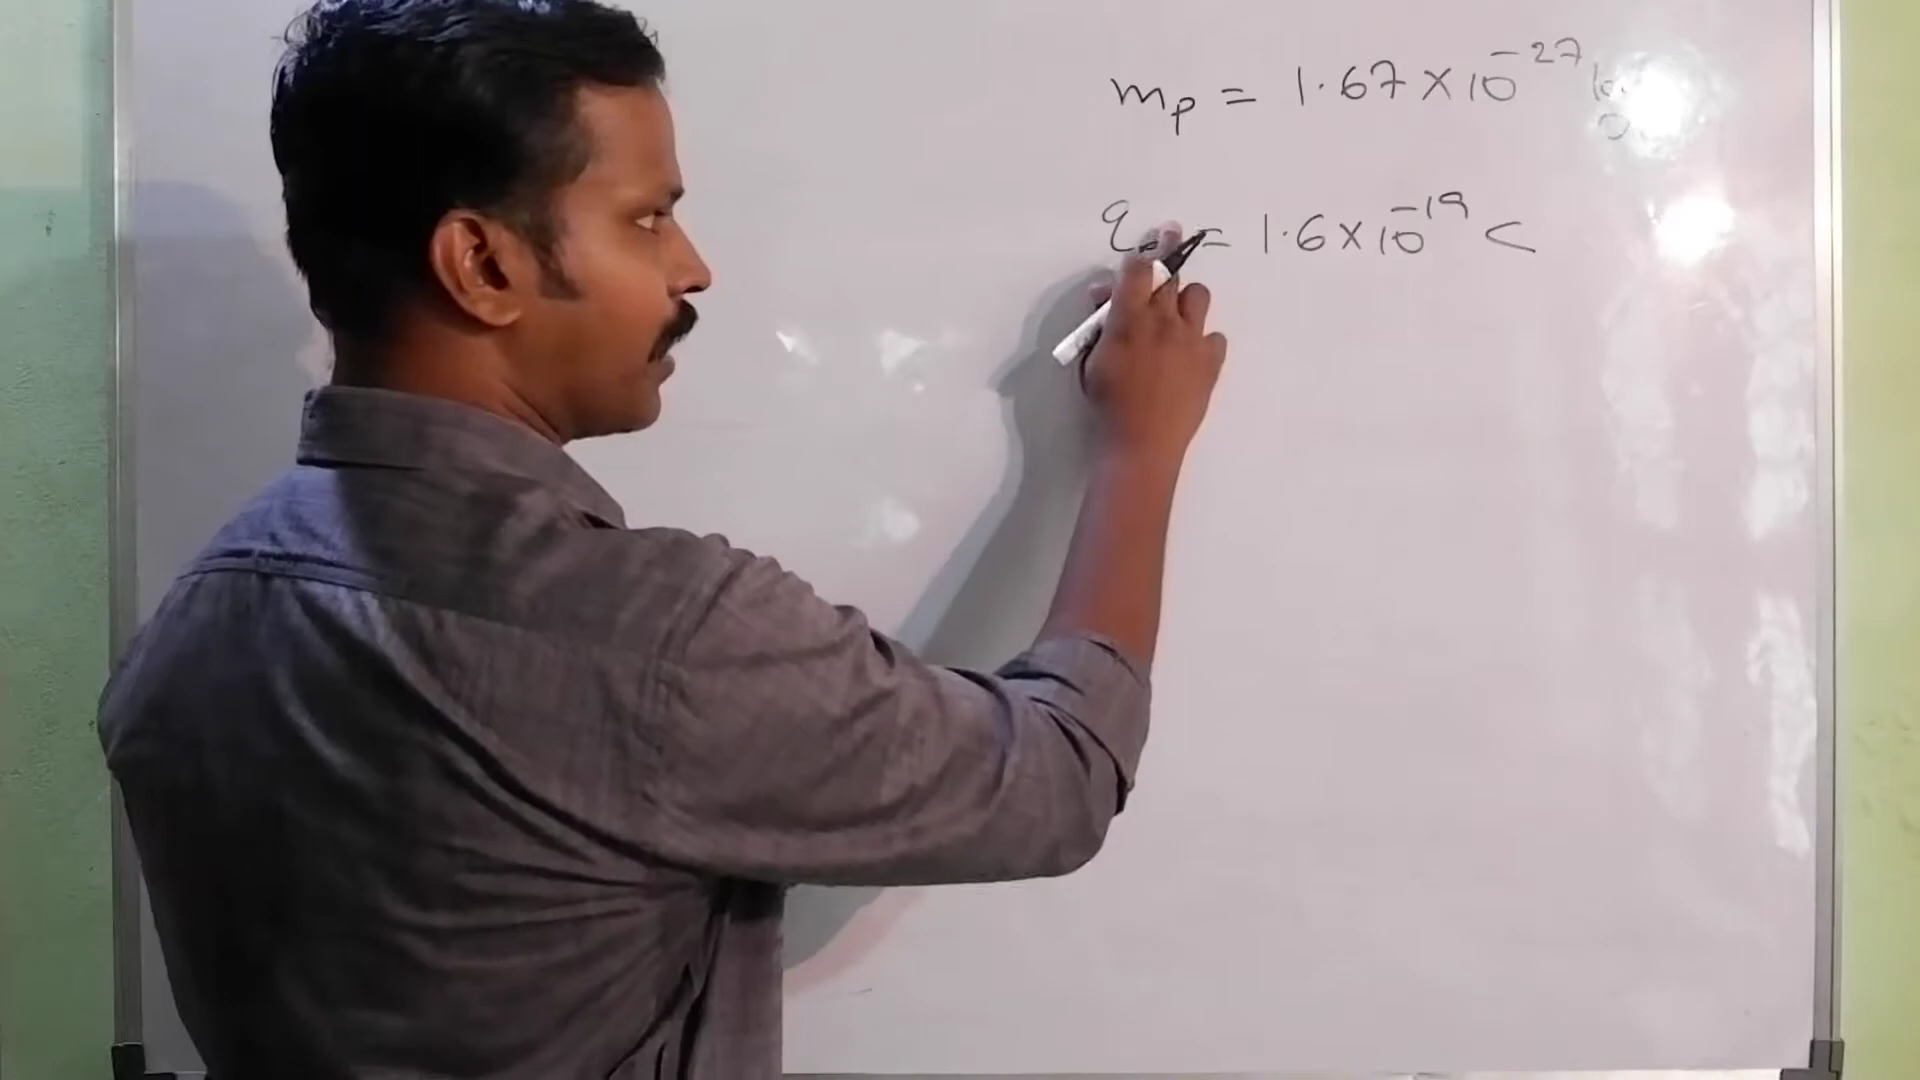 mp = 1.67 × 10⁻²⁷ kg
q = 1.6 × 10⁻¹⁹ C